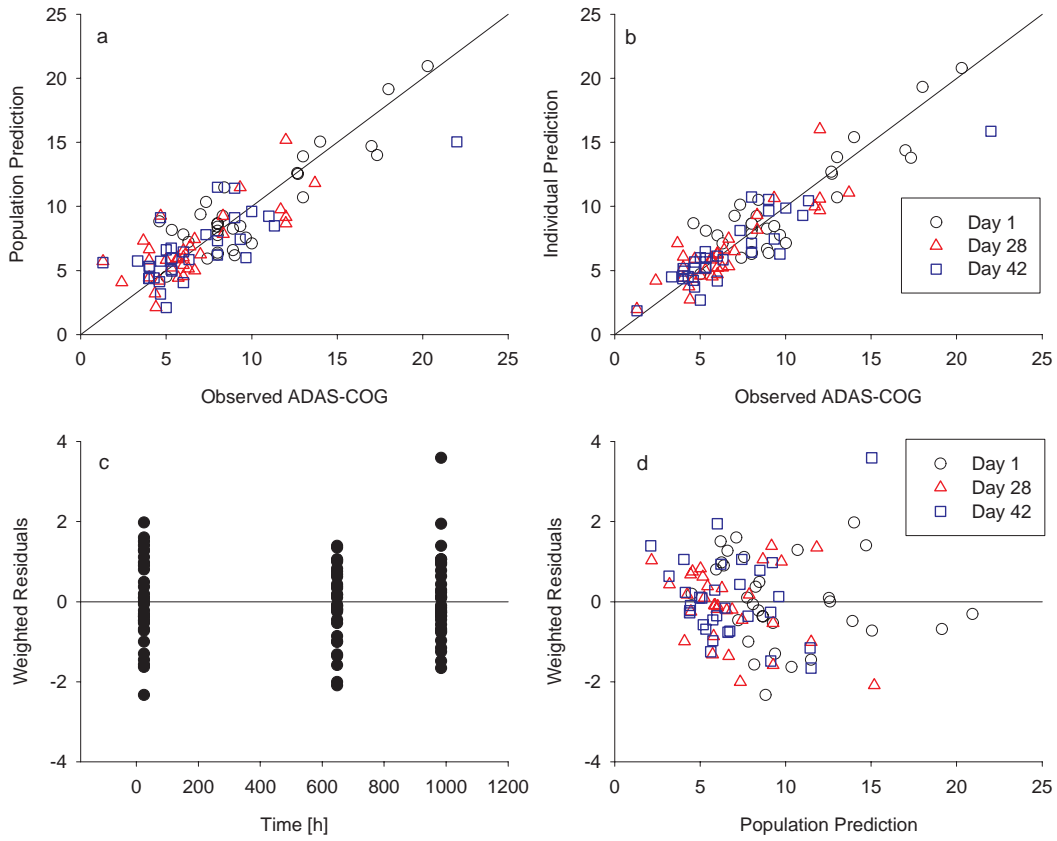 a
Population Prediction
25
20
15
10
5
0
0 5 10 15 20 25
Observed ADAS-COG
b
Individual Prediction
25
20
15
10
5
0
0 5 10 15 20 25
Observed ADAS-COG
Day 1
Day 28
Day 42
c
Weighted Residuals
4
2
0
-2
-4
0 200 400 600 800 1000 1200
Time [h]
d
Weighted Residuals
4
2
0
-2
-4
0 5 10 15 20 25
Population Prediction
Day 1
Day 28
Day 42